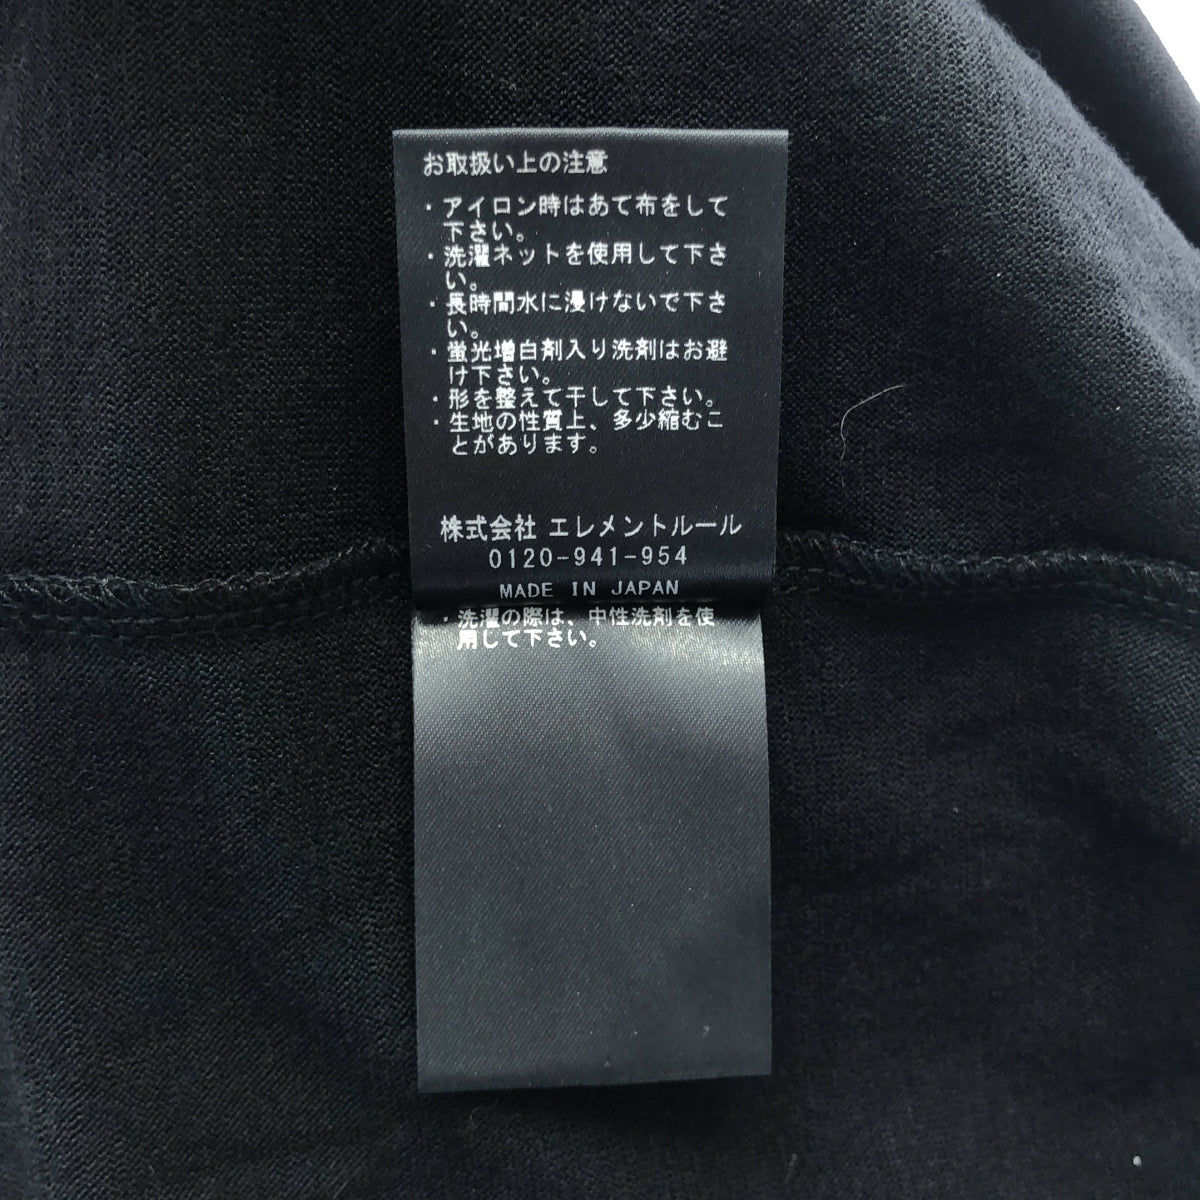 お取扱い上の注意
・アイロン時はあて布をして
下さい。
・洗濯ネットを使用して下さ
い。
・長時間水に浸けないで下さ
い。
・蛍光増白剤入り洗剤はお避
け下さい。
・形を整えて干して下さい。
・生地の性質上、多少縮むこ
とがあります。
株式会社 エレメントルール
0120-941-954
MADE IN JAPAN
・洗濯の際は、中性洗剤を使
用して下さい。